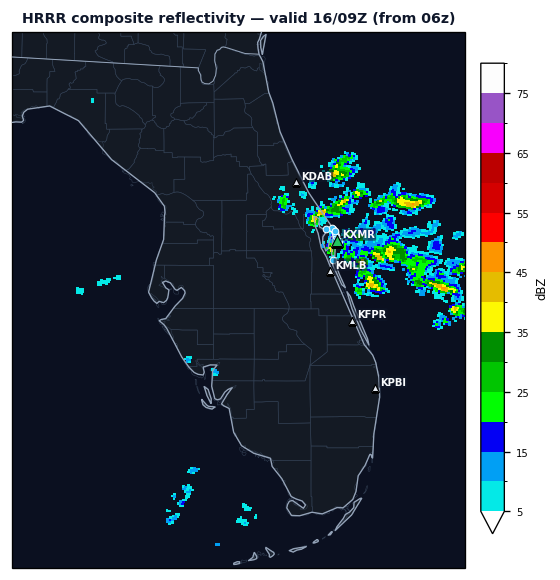 HRRR composite reflectivity — valid 16/09Z (from 06z)
75
65
KDAB
55
KXMR
45
KMLB
dBZ
KFPR
35
KPBI
25
15
5